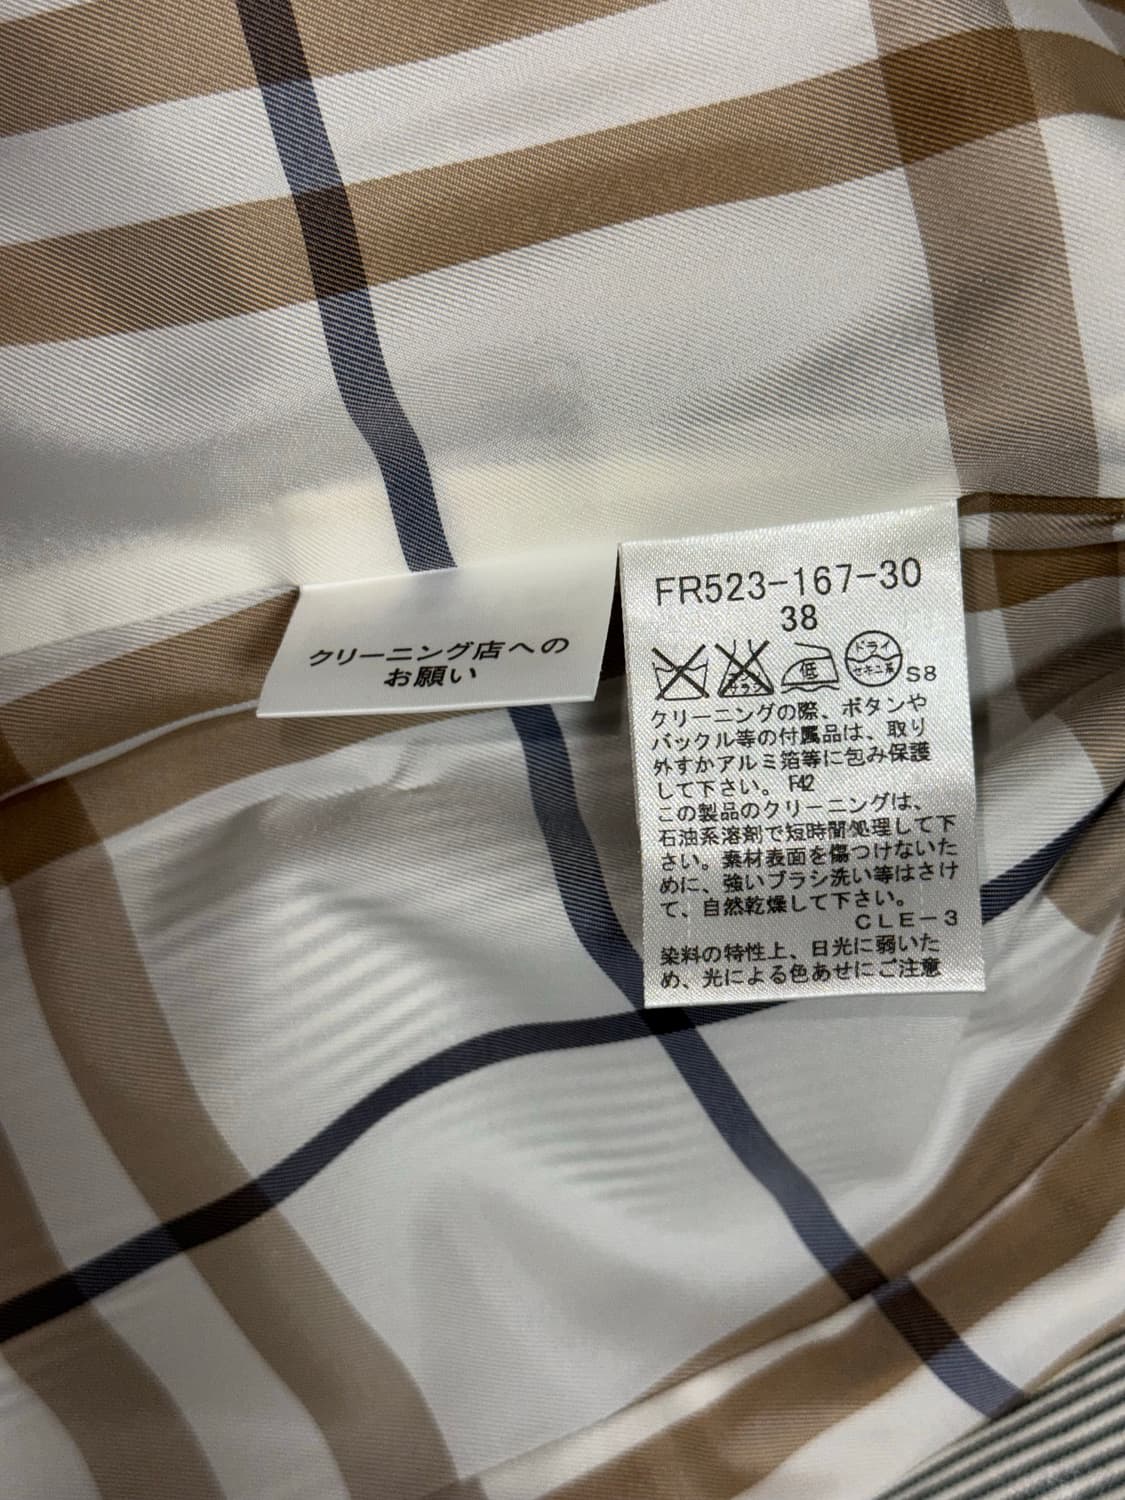 クリーニング店への
お願い
FR523-167-30
38
エンソサラシ
低
ドライ
セキユ系
S8
クリーニングの際、ボタンや
バックル等の付属品は、取り
外すかアルミ箔等に包み保護
して下さい。 F42
この製品のクリーニングは、
石油系溶剤で短時間処理して下
さい。素材表面を傷つけないた
めに、強いブラシ洗い等はさけ
て、自然乾燥して下さい。
CLE-3
染料の特性上、日光に弱いた
め、光による色あせにご注意